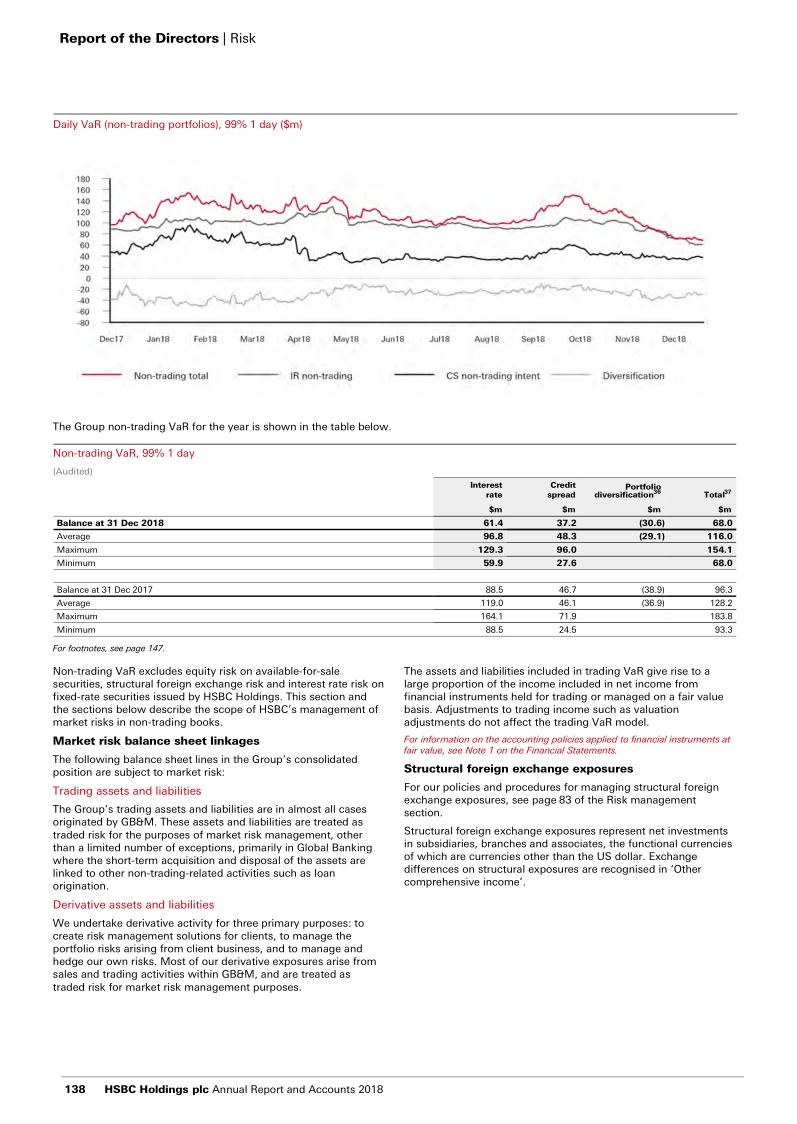 Report of the Directors | Risk
Daily VaR (non-trading portfolios), 99% 1 day ($m)
180
160
140
120
100
80
60
40
20
0
-20
-40
-60
-80
Dec17 Jan18 Feb18 Mar18 Apr18 May18 Jun18 Jul18 Aug18 Sep18 Oct18 Nov18 Dec18
Non-trading total IR non-trading CS non-trading intent Diversification
The Group non-trading VaR for the year is shown in the table below.
Non-trading VaR, 99% 1 day
(Audited)
Interest rate Credit spread Portfolio diversification36 Total37
$m $m $m $m
Balance at 31 Dec 2018 61.4 37.2 (30.6) 68.0
Average 96.8 48.3 (29.1) 116.0
Maximum 129.3 96.0 154.1
Minimum 59.9 27.6 68.0
Balance at 31 Dec 2017 88.5 46.7 (38.9) 96.3
Average 119.0 46.1 (36.9) 128.2
Maximum 164.1 71.9 183.8
Minimum 88.5 24.5 93.3
For footnotes, see page 147.
Non-trading VaR excludes equity risk on available-for-sale
securities, structural foreign exchange risk and interest rate risk on
fixed-rate securities issued by HSBC Holdings. This section and
the sections below describe the scope of HSBC's management of
market risks in non-trading books.
Market risk balance sheet linkages
The following balance sheet lines in the Group's consolidated
position are subject to market risk:
Trading assets and liabilities
The Group's trading assets and liabilities are in almost all cases
originated by GB&M. These assets and liabilities are treated as
traded risk for the purposes of market risk management, other
than a limited number of exceptions, primarily in Global Banking
where the short-term acquisition and disposal of the assets are
linked to other non-trading-related activities such as loan
origination.
Derivative assets and liabilities
We undertake derivative activity for three primary purposes: to
create risk management solutions for clients, to manage the
portfolio risks arising from client business, and to manage and
hedge our own risks. Most of our derivative exposures arise from
sales and trading activities within GB&M, and are treated as
traded risk for market risk management purposes.
The assets and liabilities included in trading VaR give rise to a
large proportion of the income included in net income from
financial instruments held for trading or managed on a fair value
basis. Adjustments to trading income such as valuation
adjustments do not affect the trading VaR model.
For information on the accounting policies applied to financial instruments at
fair value, see Note 1 on the Financial Statements.
Structural foreign exchange exposures
For our policies and procedures for managing structural foreign
exchange exposures, see page 83 of the Risk management
section.
Structural foreign exchange exposures represent net investments
in subsidiaries, branches and associates, the functional currencies
of which are currencies other than the US dollar. Exchange
differences on structural exposures are recognised in 'Other
comprehensive income'.
138 HSBC Holdings plc Annual Report and Accounts 2018